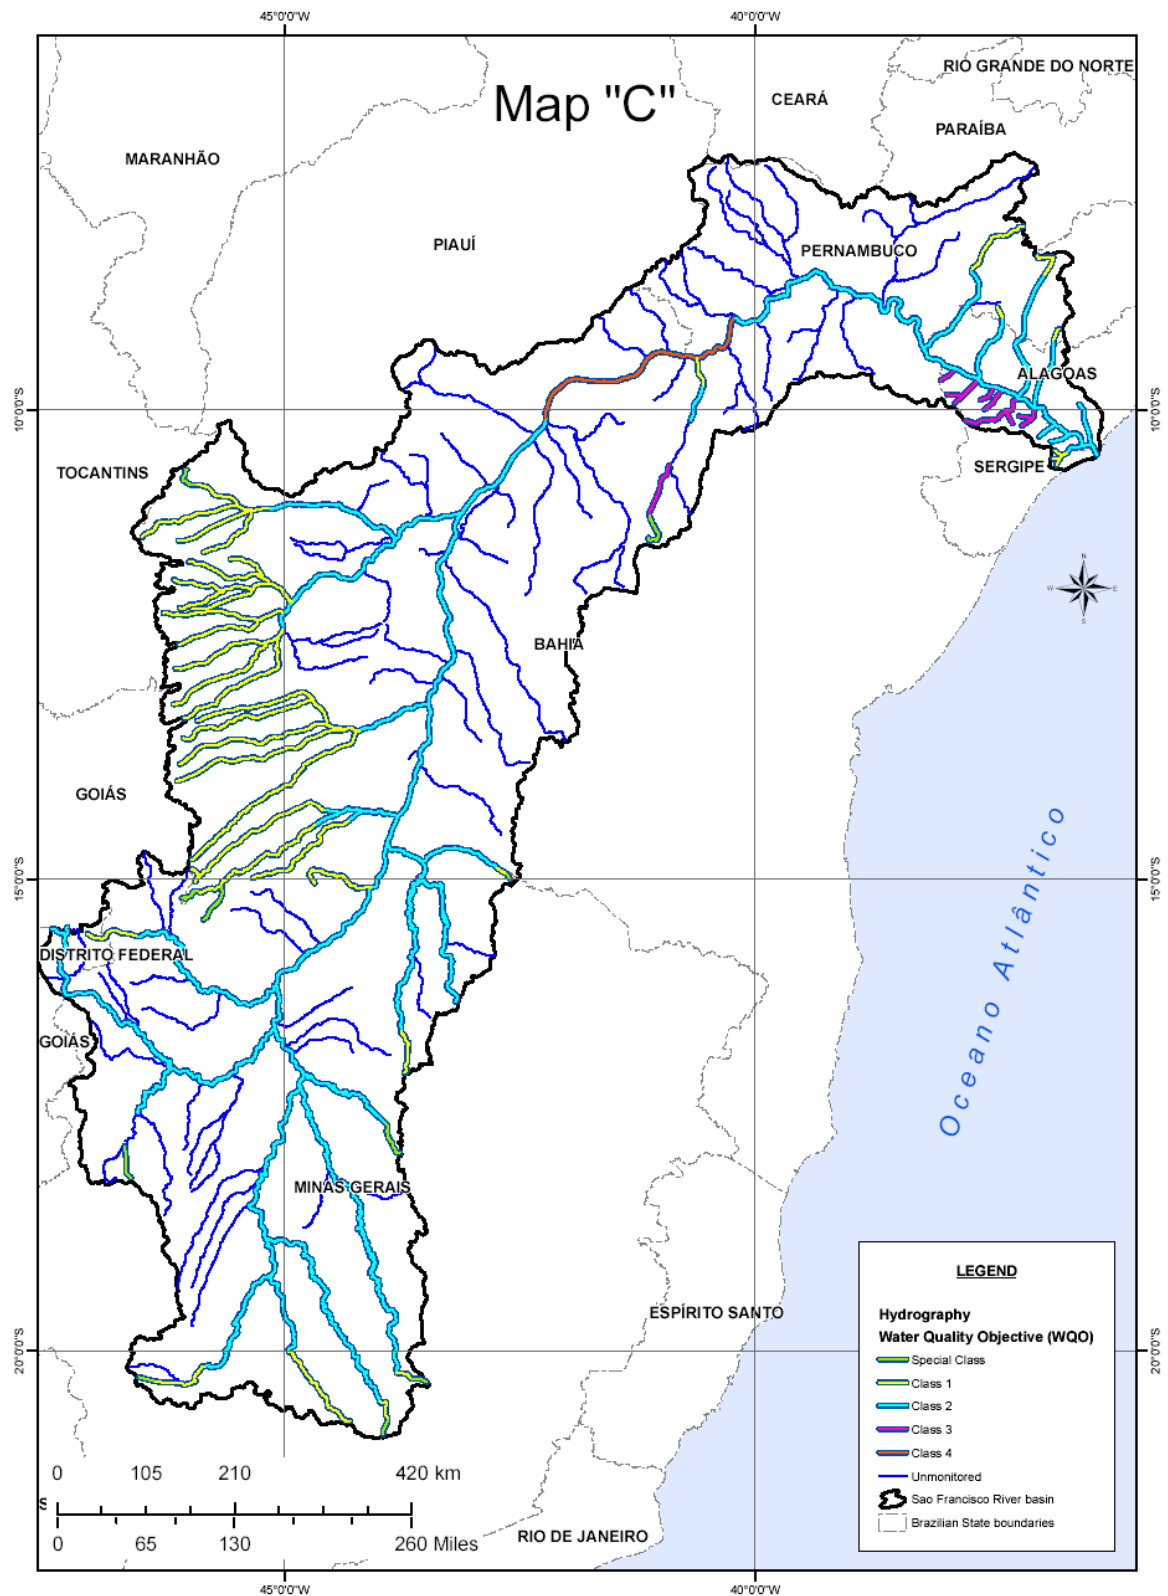 45°0'0"W
40°0'0"W
RIO GRANDE DO NORTE
Map "C"
CEARÁ
PARAÍBA
MARANHÃO
PIAUÍ
PERNAMBUCO
ALAGOAS
10°0'0"S
10°0'0"S
TOCANTINS
SERGIPE
N
W
E
S
BAHIA
GOIÁS
Oceano Atlântico
15°0'0"S
15°0'0"S
DISTRITO FEDERAL
GOIÁS
MINAS GERAIS
ESPÍRITO SANTO
20°0'0"S
20°0'0"S
LEGEND
Hydrography
Water Quality Objective (WQO)
Special Class
Class 1
Class 2
Class 3
Class 4
Unmonitored
Sao Francisco River basin
Brazilian State boundaries
0 105 210 420 km
S
0 65 130 260 Miles
RIO DE JANEIRO
45°0'0"W
40°0'0"W